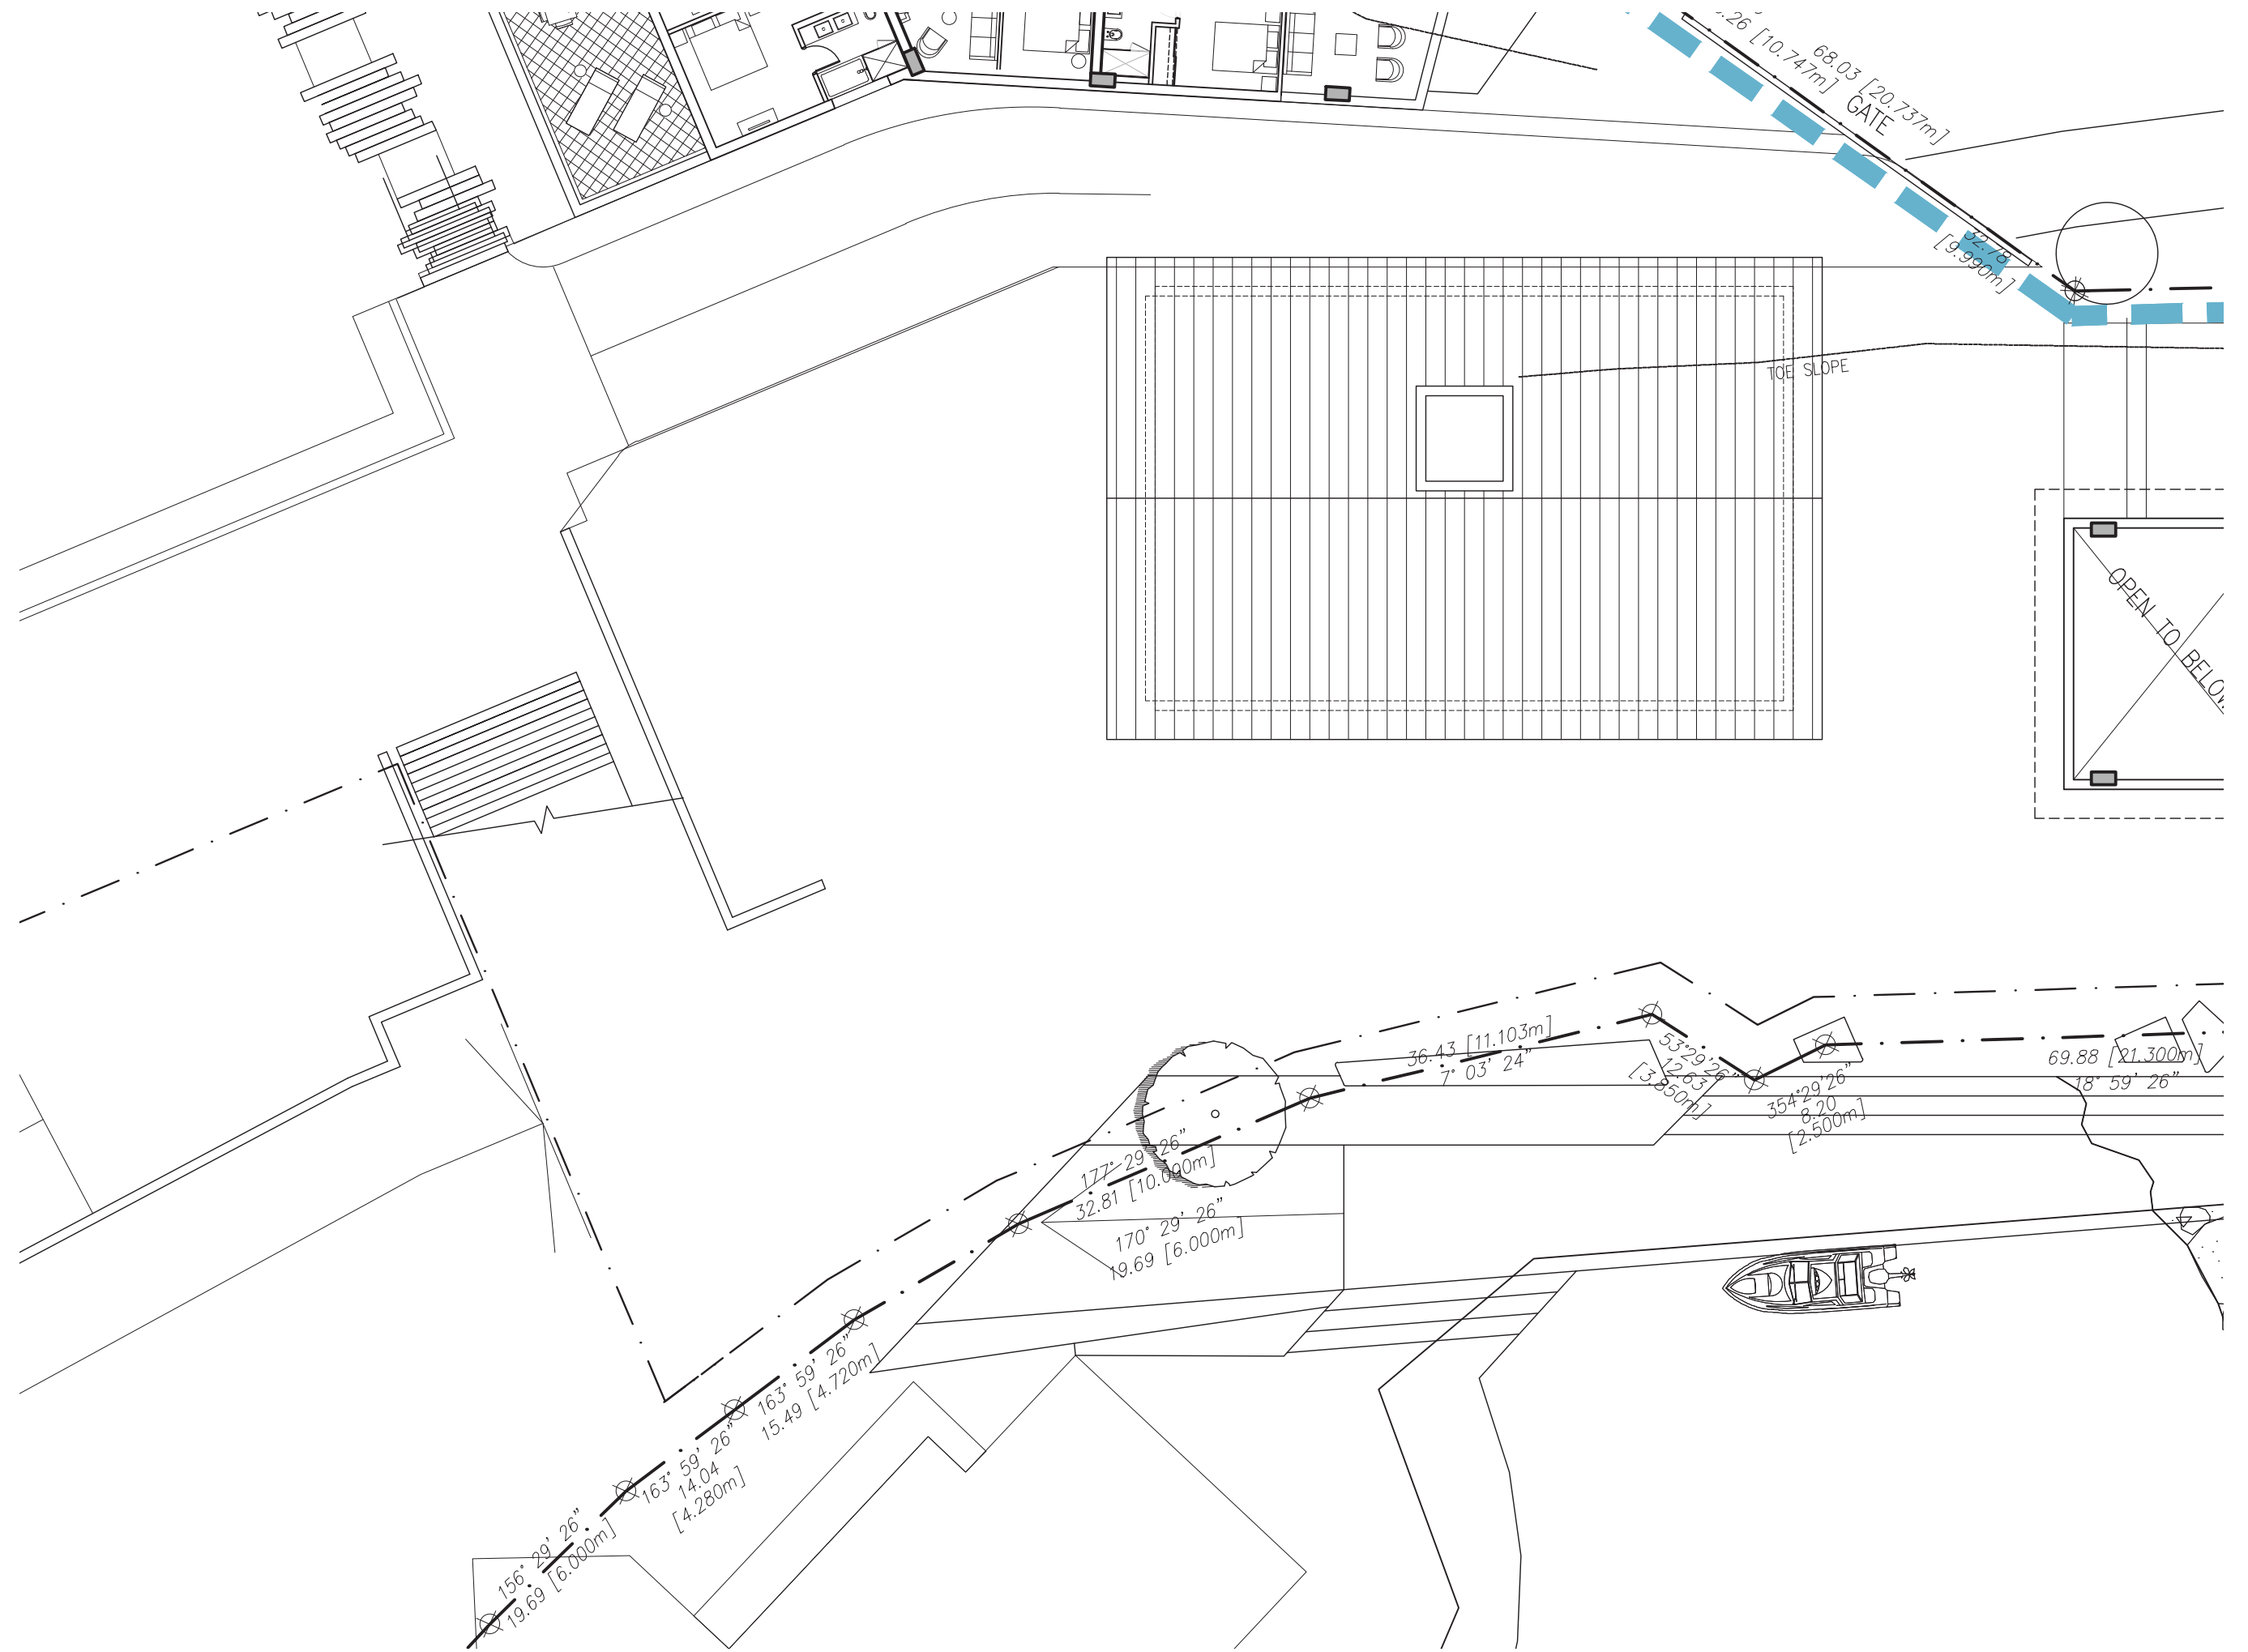 .26 [10.747m]
68.03 [20.737m]
GATE
32.78
[9.990m]
TOE SLOPE
OPEN TO BELOW
36.43 [11.103m]
7° 03' 24"
53°29'26"
12.63
[3.850m]
354°29'26"
8.20
[2.500m]
69.88 [21.300m]
18° 59' 26"
177° 29' 26"
32.81 [10.000m]
170° 29' 26"
19.69 [6.000m]
163° 59' 26"
15.49 [4.720m]
163° 59' 26"
14.04
[4.280m]
156° 29' 26"
19.69 [6.000m]